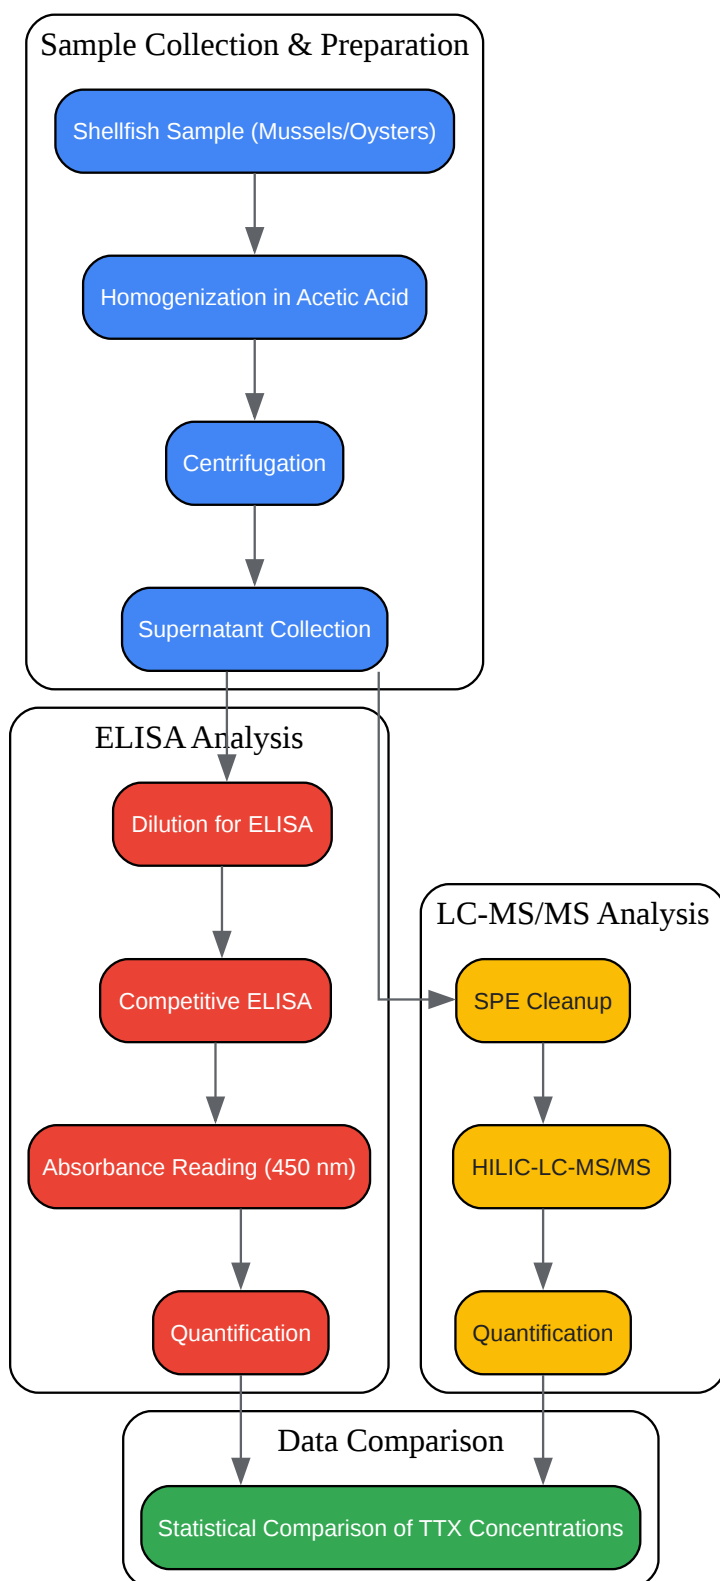 Sample Collection & Preparation
Shellfish Sample (Mussels/Oysters)
Homogenization in Acetic Acid
Centrifugation
Supernatant Collection
ELISA Analysis
Dilution for ELISA
Competitive ELISA
Absorbance Reading (450 nm)
Quantification
LC-MS/MS Analysis
SPE Cleanup
HILIC-LC-MS/MS
Quantification
Data Comparison
Statistical Comparison of TTX Concentrations